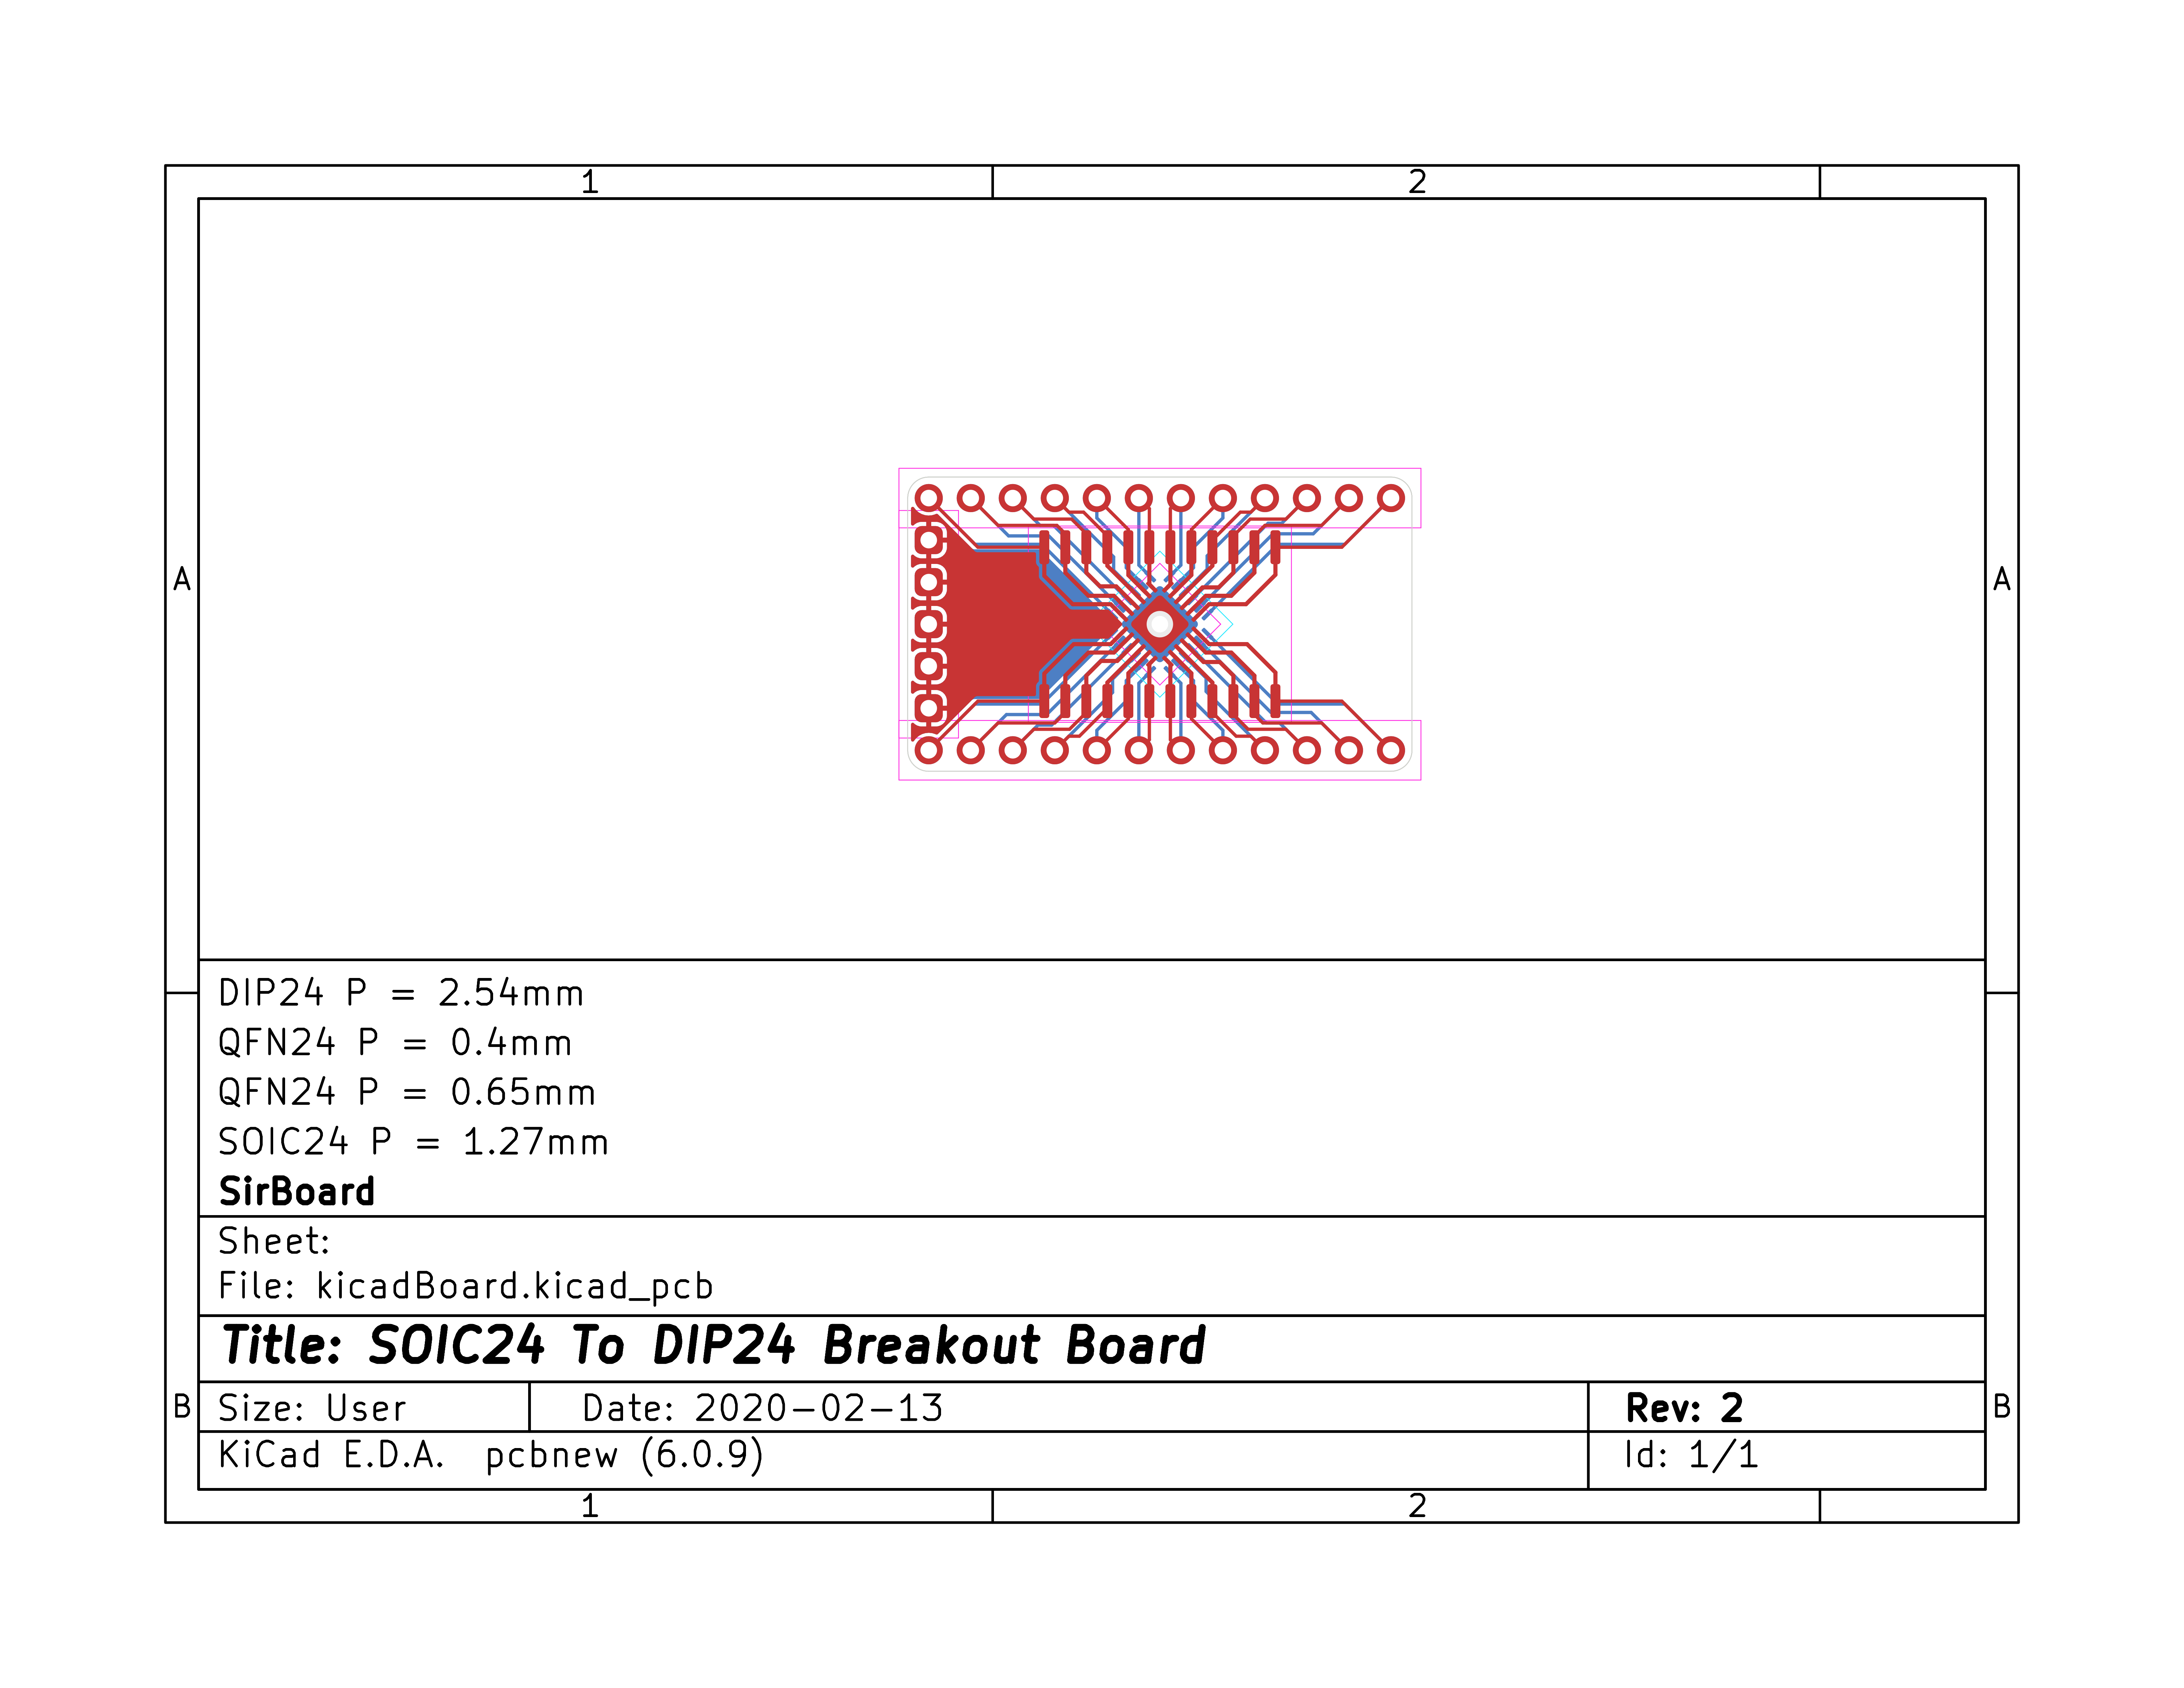 1 2
A A
DIP24 P = 2.54mm
QFN24 P = 0.4mm
QFN24 P = 0.65mm
SOIC24 P = 1.27mm
SirBoard
Sheet:
File: kicadBoard.kicad_pcb
Title: SOIC24 To DIP24 Breakout Board
B Size: User Date: 2020-02-13 Rev: 2 B
KiCad E.D.A. pcbnew (6.0.9) Id: 1/1
1 2